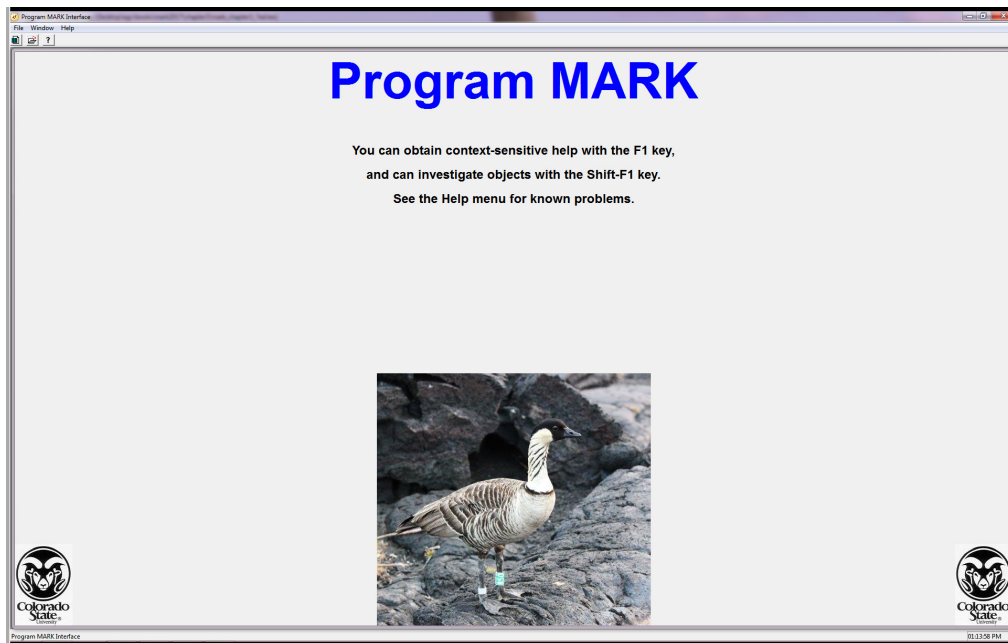 Program MARK Interface
File Window Help
?
Program MARK
You can obtain context-sensitive help with the F1 key,
and can investigate objects with the Shift-F1 key.
See the Help menu for known problems.
Colorado
State
University
Colorado
State
University
Program MARK Interface
01:13:58 PM